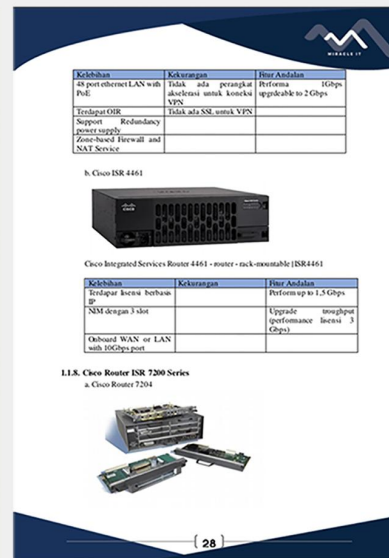 MIRACLE IT
Kelebihan Kekurangan Fitur Andalan
48 port ethernet LAN with Tidak ada perangkat Performa 1Gbps
PoE akselerasi untuk koneksi upgrdeable to 2 Gbps
VPN
Terdapat OIR Tidak ada SSL untuk VPN
Support Redundancy
power supply
Zone-based Firewall and
NAT Service
b. Cisco ISR 4461
CISCO
Cisco Integrated Services Router 4461 - router - rack-mountable | ISR4461
Kelebihan Kekurangan Fitur Andalan
Terdapar lisensi berbasis Perform up to 1,5 Gbps
IP
NIM dengan 3 slot Upgrade troughput
(performance lisensi 3
Gbps)
Onboard WAN or LAN
with 10Gbps port
1.1.8. Cisco Router ISR 7200 Series
a. Cisco Router 7204
28